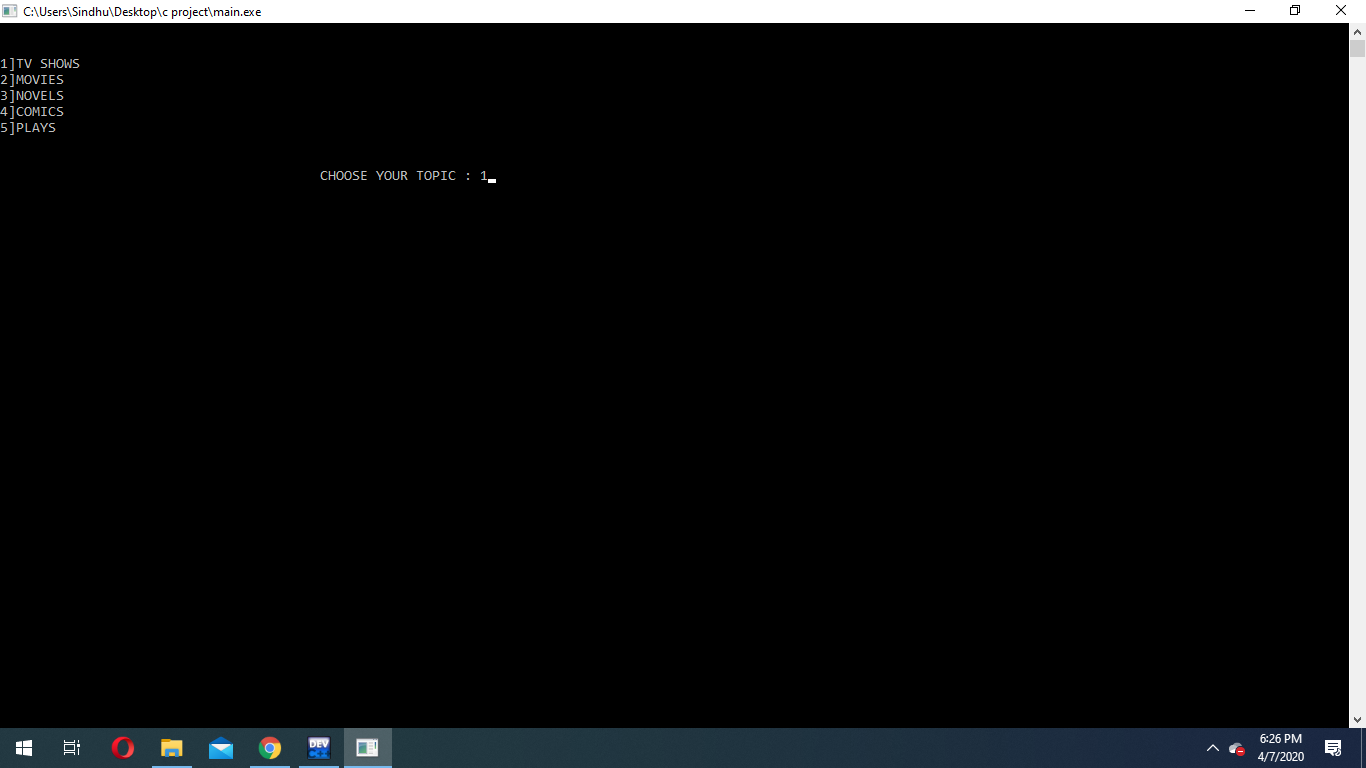 C:\Users\Sindhu\Desktop\c project\main.exe
1]TV SHOWS
2]MOVIES
3]NOVELS
4]COMICS
5]PLAYS
CHOOSE YOUR TOPIC : 1
DEV
C++
6:26 PM
4/7/2020